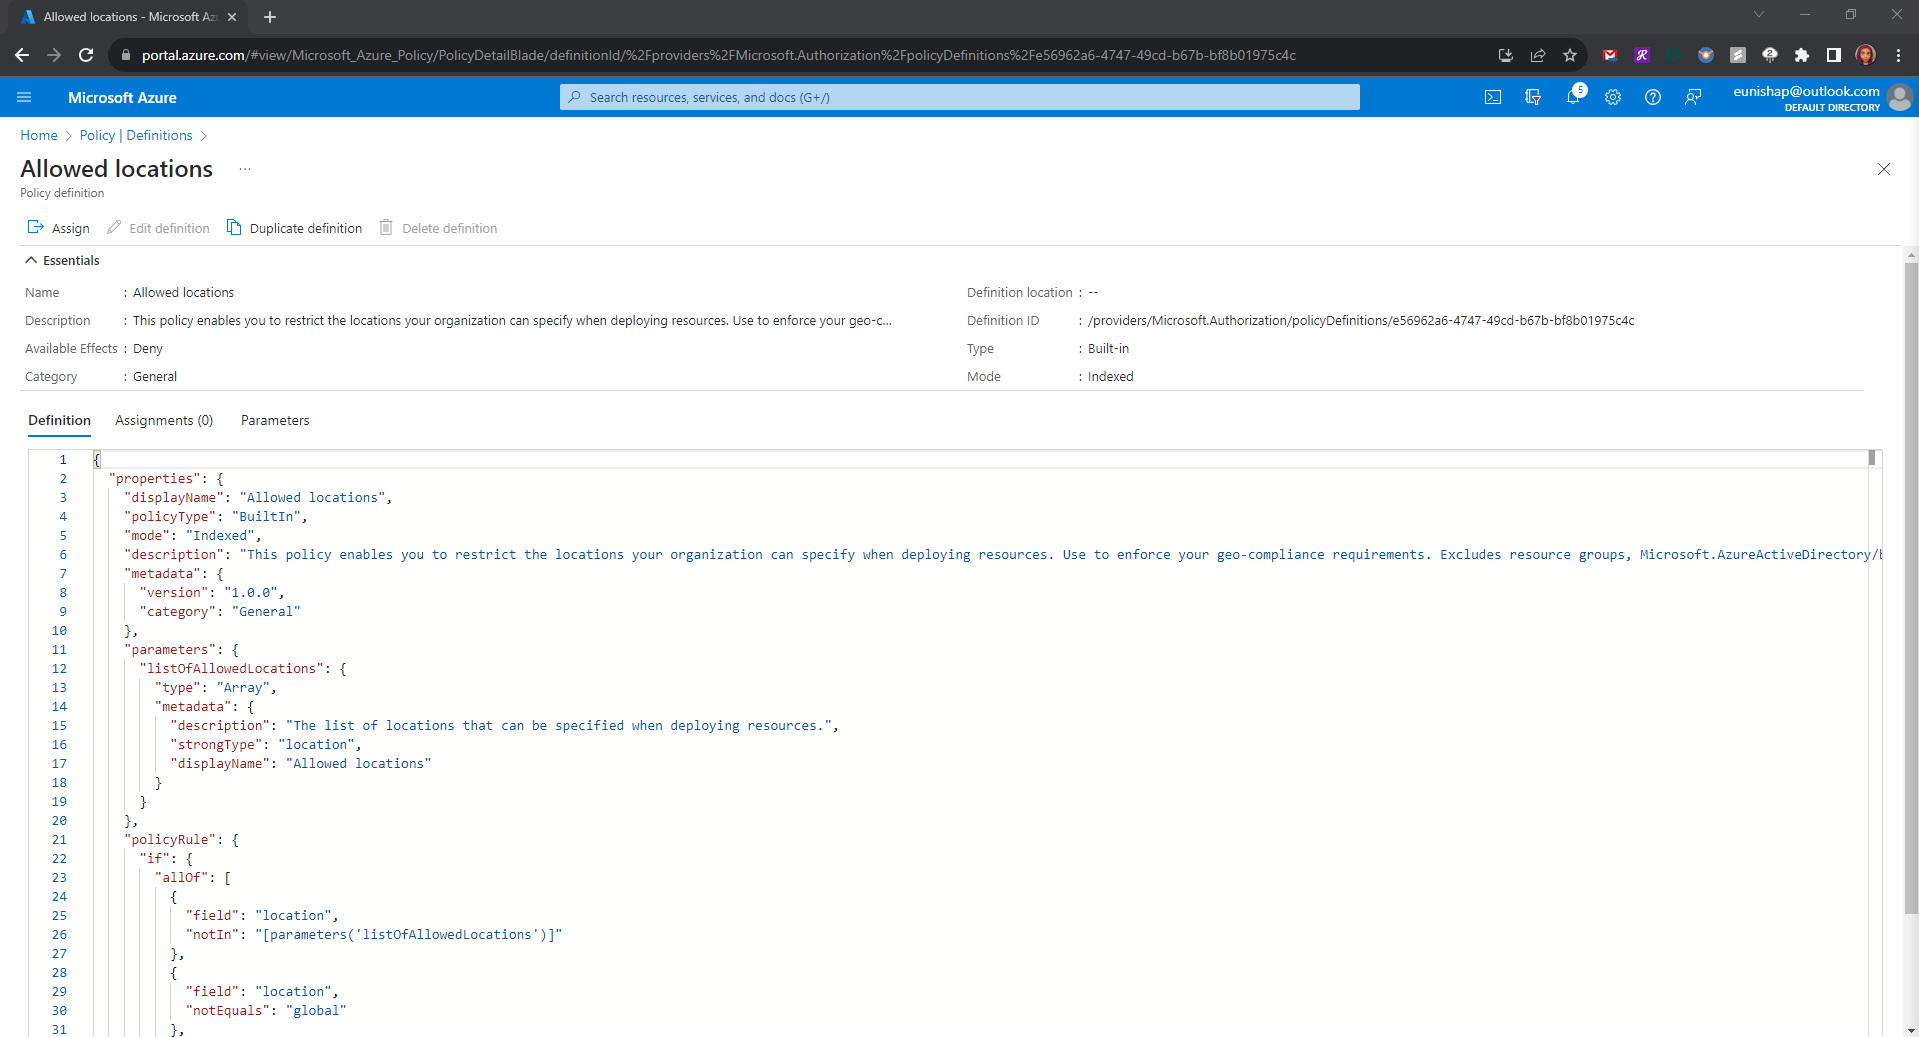 Allowed locations - Microsoft Az
portal.azure.com/#view/Microsoft_Azure_Policy/PolicyDetailBlade/definitionId/%2Fproviders%2FMicrosoft.Authorization%2FpolicyDefinitions%2Fe56962a6-4747-49cd-b67b-bf8b01975c4c
Microsoft Azure
Search resources, services, and docs (G+/)
5
eunishap@outlook.com
DEFAULT DIRECTORY
Home > Policy | Definitions >
Allowed locations ...
Policy definition
Assign Edit definition Duplicate definition Delete definition
Essentials
Name : Allowed locations
Definition location : --
Description : This policy enables you to restrict the locations your organization can specify when deploying resources. Use to enforce your geo-c...
Definition ID : /providers/Microsoft.Authorization/policyDefinitions/e56962a6-4747-49cd-b67b-bf8b01975c4c
Available Effects : Deny
Type : Built-in
Category : General
Mode : Indexed
Definition Assignments (0) Parameters
1 {
2 "properties": {
3 "displayName": "Allowed locations",
4 "policyType": "BuiltIn",
5 "mode": "Indexed",
6 "description": "This policy enables you to restrict the locations your organization can specify when deploying resources. Use to enforce your geo-compliance requirements. Excludes resource groups, Microsoft.AzureActiveDirectory/
7 "metadata": {
8 "version": "1.0.0",
9 "category": "General"
10 },
11 "parameters": {
12 "listOfAllowedLocations": {
13 "type": "Array",
14 "metadata": {
15 "description": "The list of locations that can be specified when deploying resources.",
16 "strongType": "location",
17 "displayName": "Allowed locations"
18 }
19 }
20 },
21 "policyRule": {
22 "if": {
23 "allOf": [
24 {
25 "field": "location",
26 "notIn": "[parameters('listOfAllowedLocations')]"
27 },
28 {
29 "field": "location",
30 "notEquals": "global"
31 },